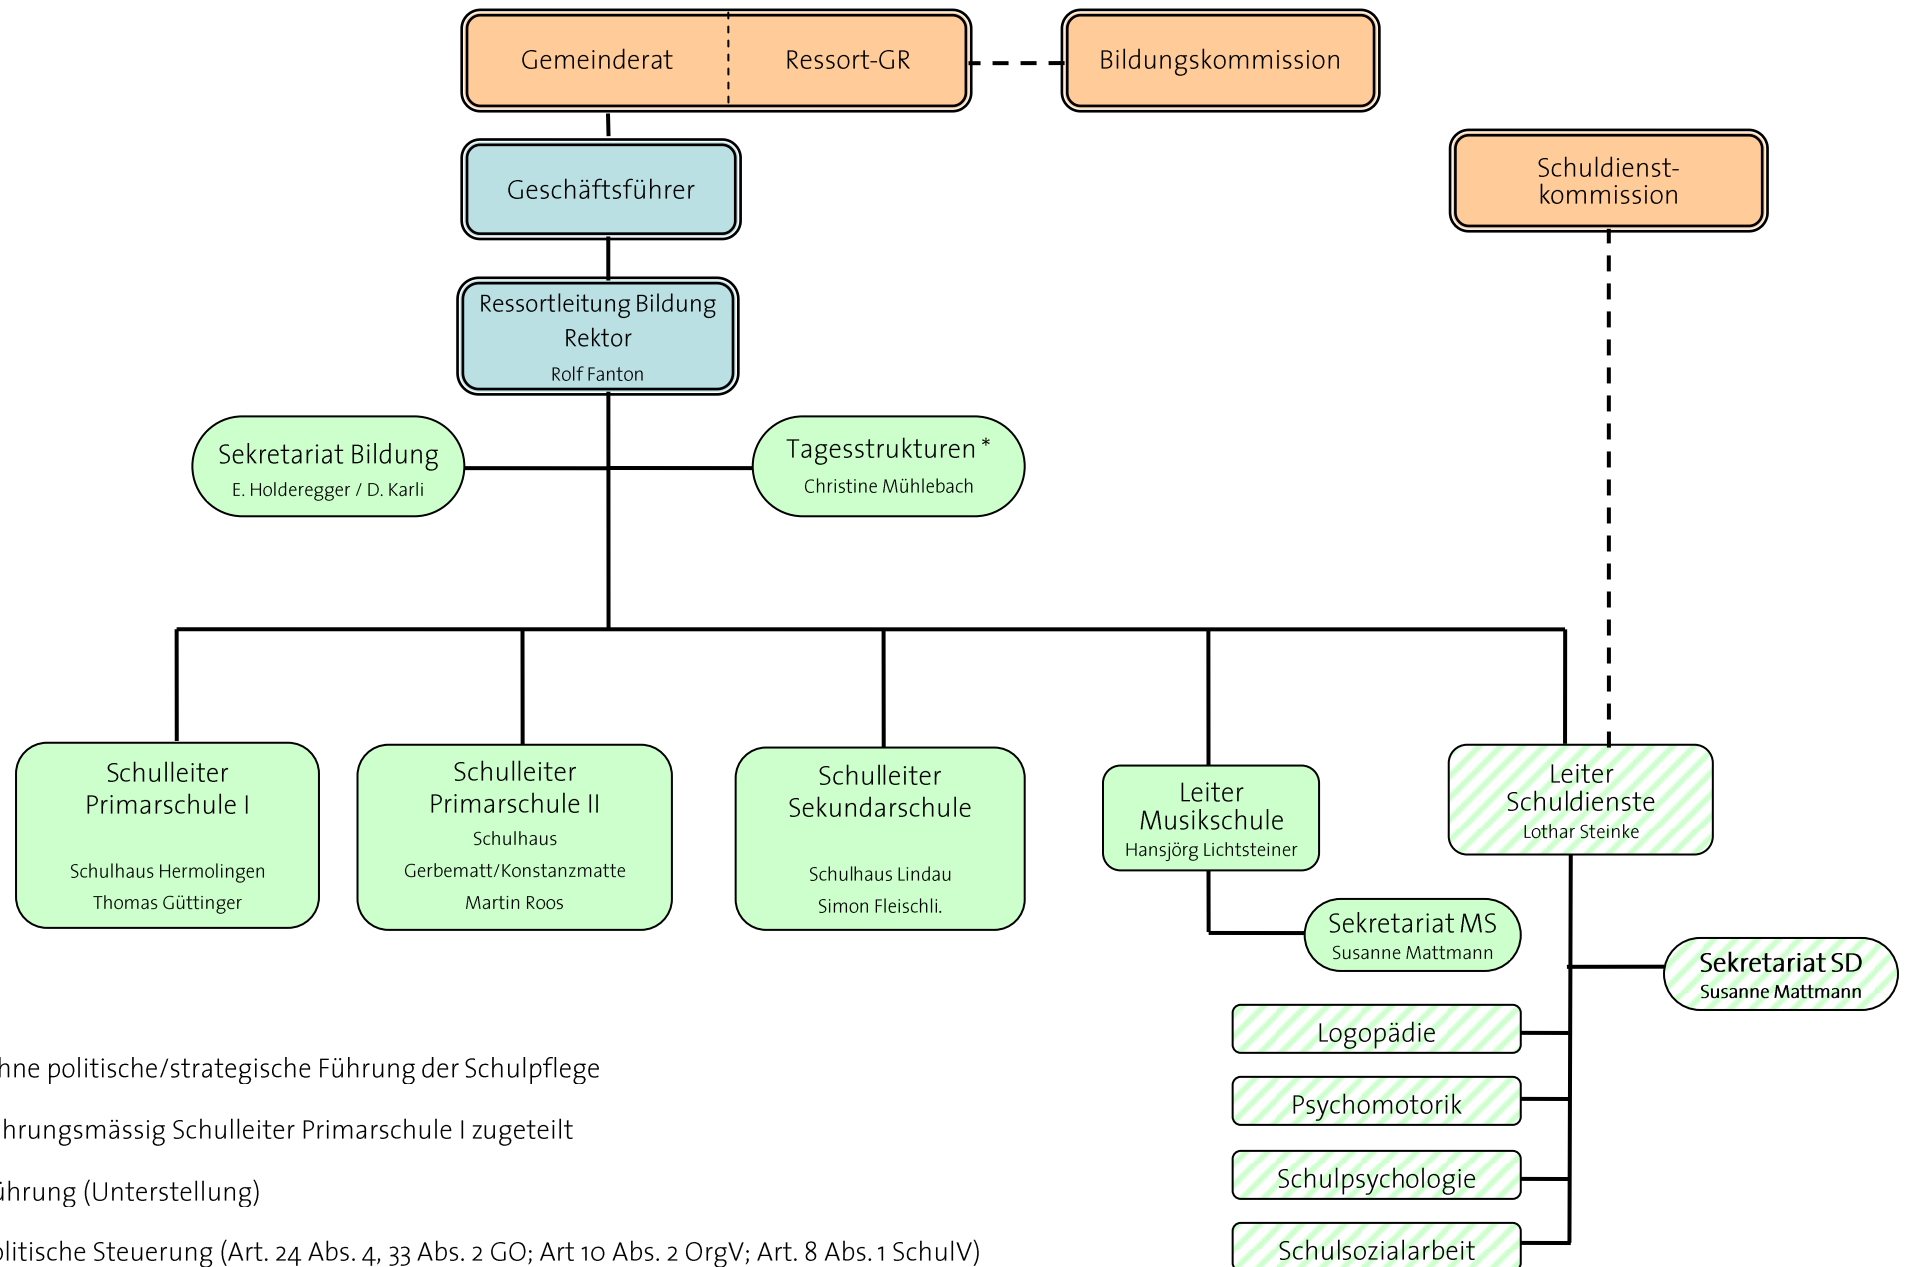 Gemeinderat
Ressort-GR
Bildungskommission
Schuldienst-
kommission
Geschäftsführer
Ressortleitung Bildung
Rektor
Rolf Fanton
Sekretariat Bildung
E. Holderegger / D. Karli
Tagesstrukturen *
Christine Mühlebach
Schulleiter
Primarschule I
Schulhaus Hermolingen
Thomas Güttinger
Schulleiter
Primarschule II
Schulhaus
Gerbematt/Konstanzmatte
Martin Roos
Schulleiter
Sekundarschule
Schulhaus Lindau
Simon Fleischli.
Leiter
Musikschule
Hansjörg Lichtsteiner
Leiter
Schuldienste
Lothar Steinke
Sekretariat MS
Susanne Mattmann
Sekretariat SD
Susanne Mattmann
Logopädie
Psychomotorik
Schulpsychologie
Schulsozialarbeit
hne politische/strategische Führung der Schulpflege
hrungsmässig Schulleiter Primarschule I zugeteilt
ührung (Unterstellung)
olitische Steuerung (Art. 24 Abs. 4, 33 Abs. 2 GO; Art 10 Abs. 2 OrgV; Art. 8 Abs. 1 SchulV)